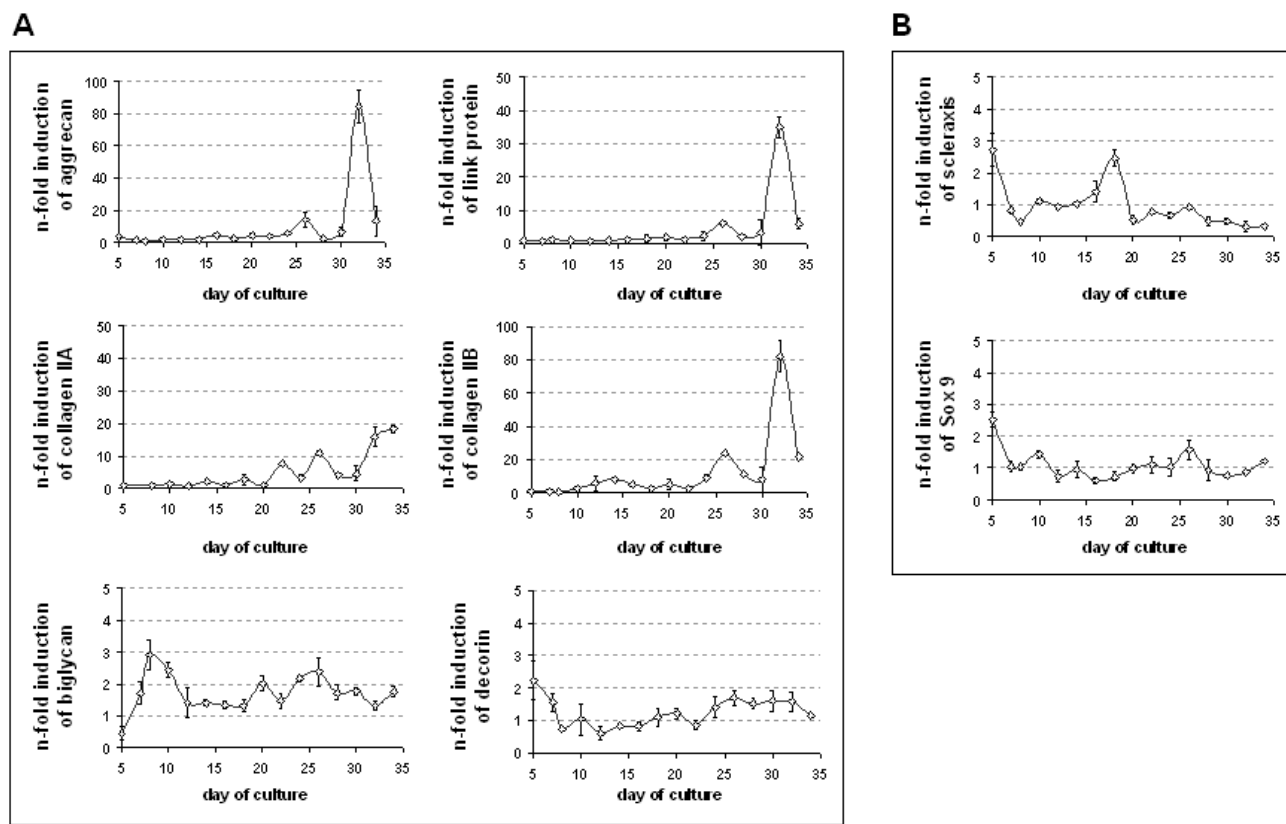 A
n-fold induction
of aggrecan
100
80
60
40
20
0
5 10 15 20 25 30 35
day of culture
n-fold induction
of link protein
50
40
30
20
10
0
5 10 15 20 25 30 35
day of culture
n-fold induction
of collagen IIA
50
40
30
20
10
0
5 10 15 20 25 30 35
day of culture
n-fold induction
of collagen IIB
100
80
60
40
20
0
5 10 15 20 25 30 35
day of culture
n-fold induction
of biglycan
5
4
3
2
1
0
5 10 15 20 25 30 35
day of culture
n-fold induction
of decorin
5
4
3
2
1
0
5 10 15 20 25 30 35
day of culture
B
n-fold induction
of scleraxis
5
4
3
2
1
0
5 10 15 20 25 30 35
day of culture
n-fold induction
of Sox 9
5
4
3
2
1
0
5 10 15 20 25 30 35
day of culture